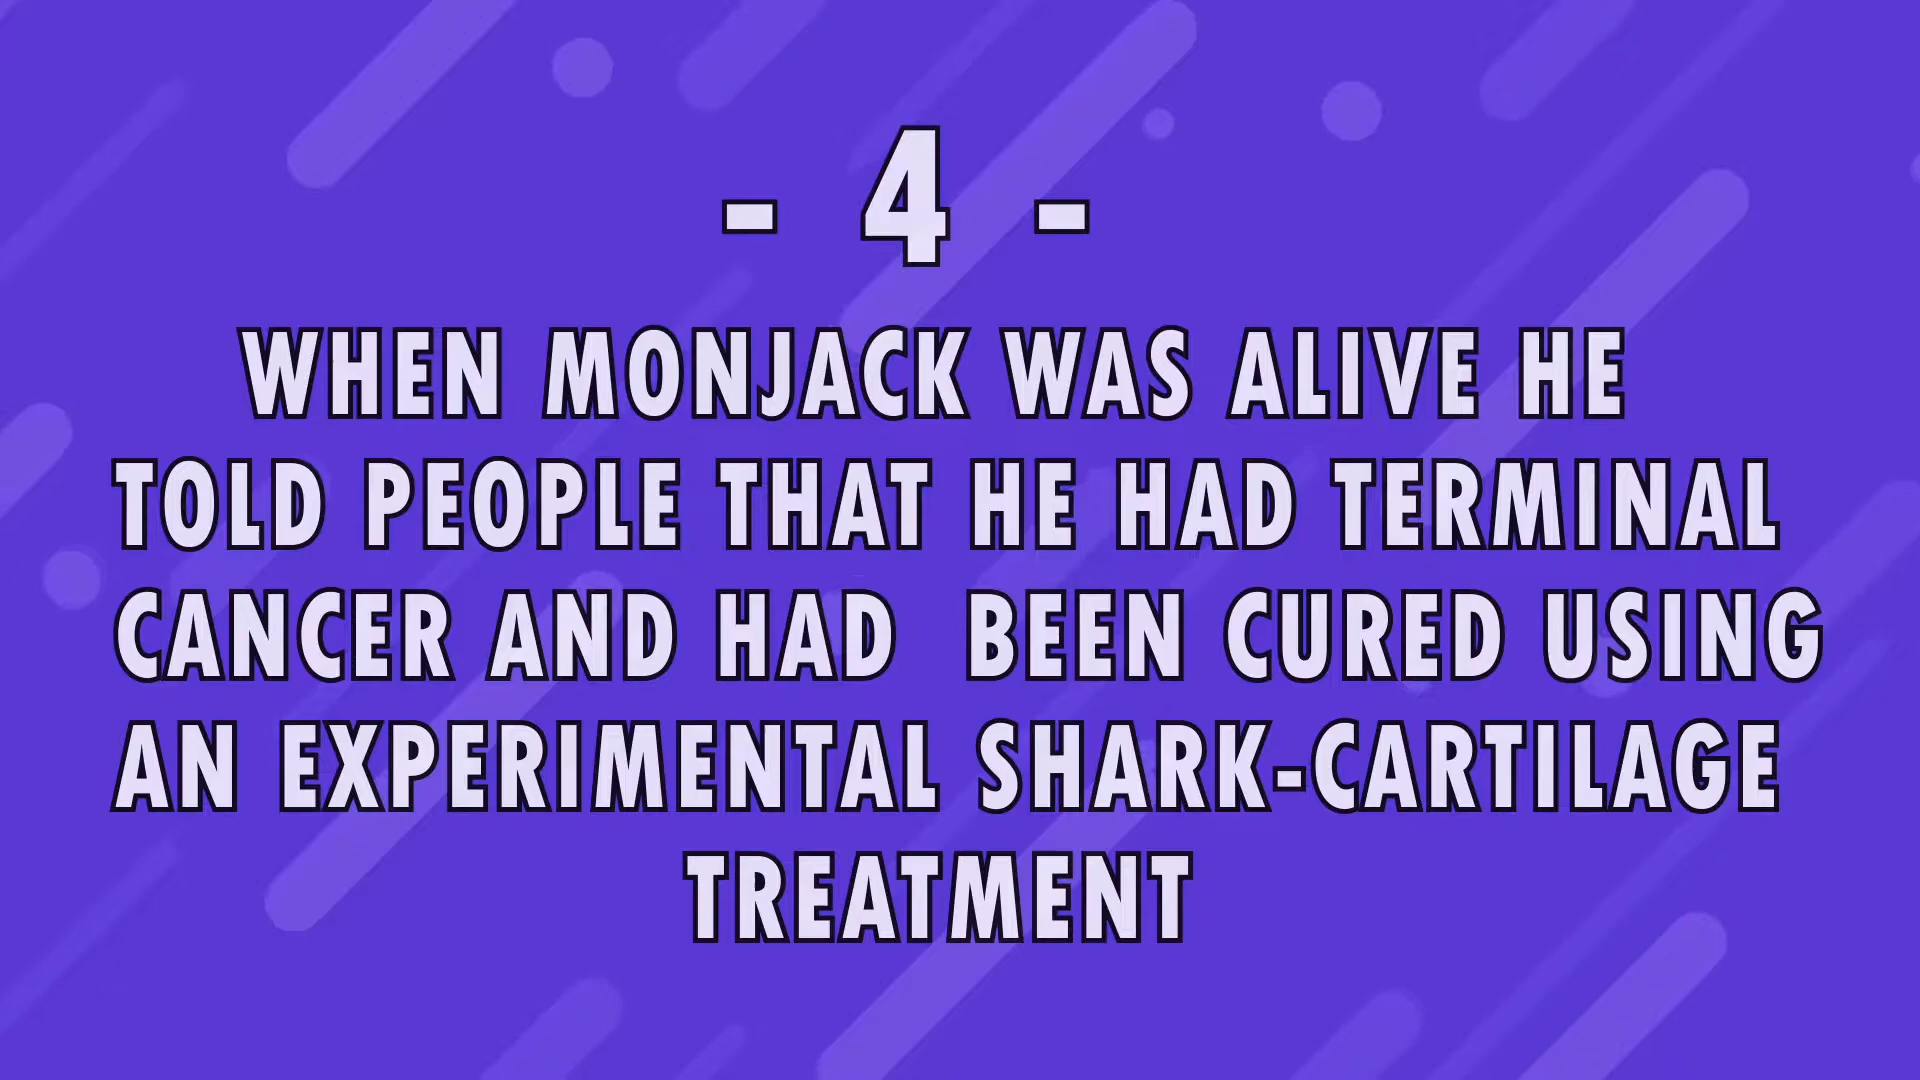 - 4 -
WHEN MONJACK WAS ALIVE HE
TOLD PEOPLE THAT HE HAD TERMINAL
CANCER AND HAD  BEEN CURED USING
AN EXPERIMENTAL SHARK-CARTILAGE
TREATMENT